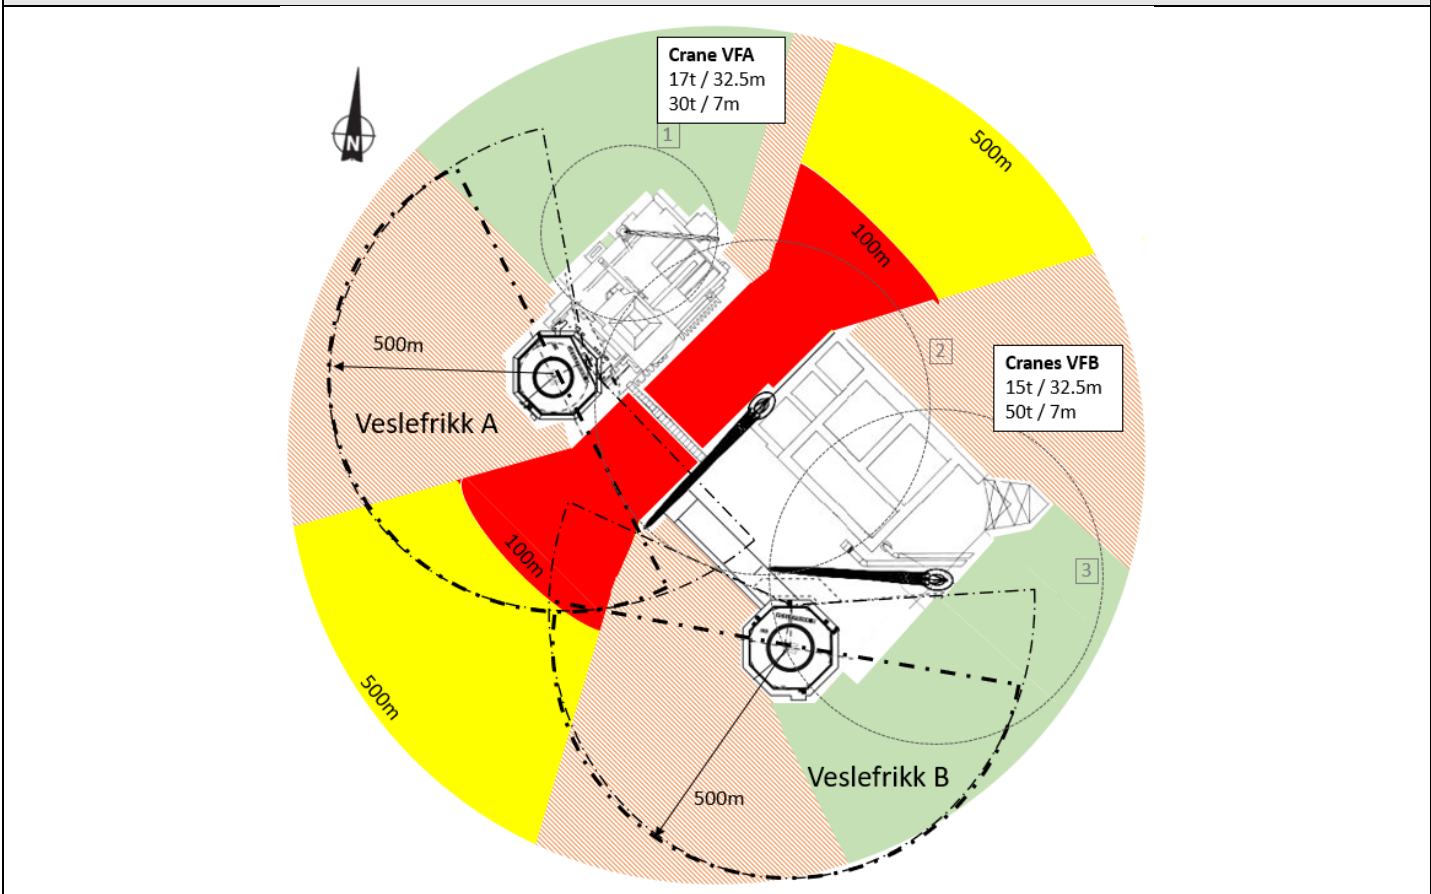 Crane VFA
17t / 32.5m
30t / 7m
1
N
500m
100m
2
Cranes VFB
15t / 32.5m
50t / 7m
500m
Veslefrikk A
100m
3
500m
Veslefrikk B
500m